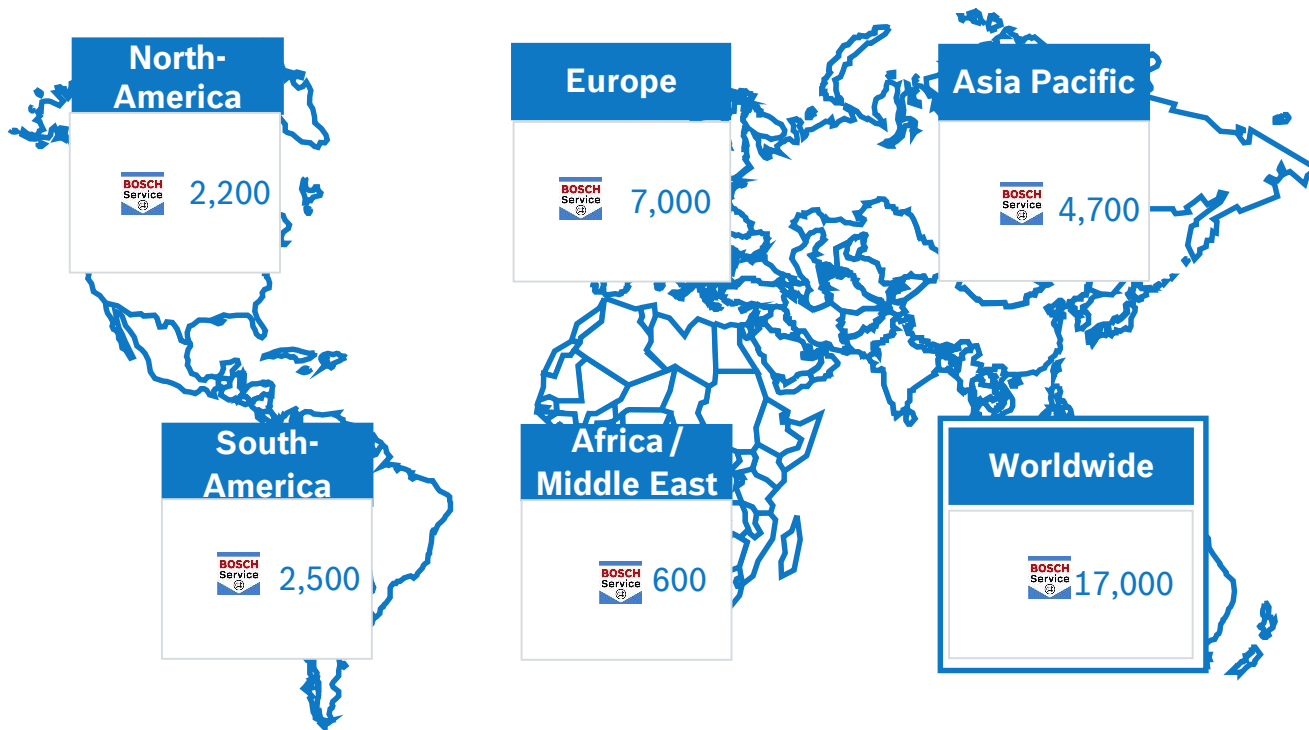 North-
America
BOSCH
Service
2,200
Europe
BOSCH
Service
7,000
Asia Pacific
BOSCH
Service
4,700
South-
America
BOSCH
Service
2,500
Africa /
Middle East
BOSCH
Service
600
Worldwide
BOSCH
Service
17,000